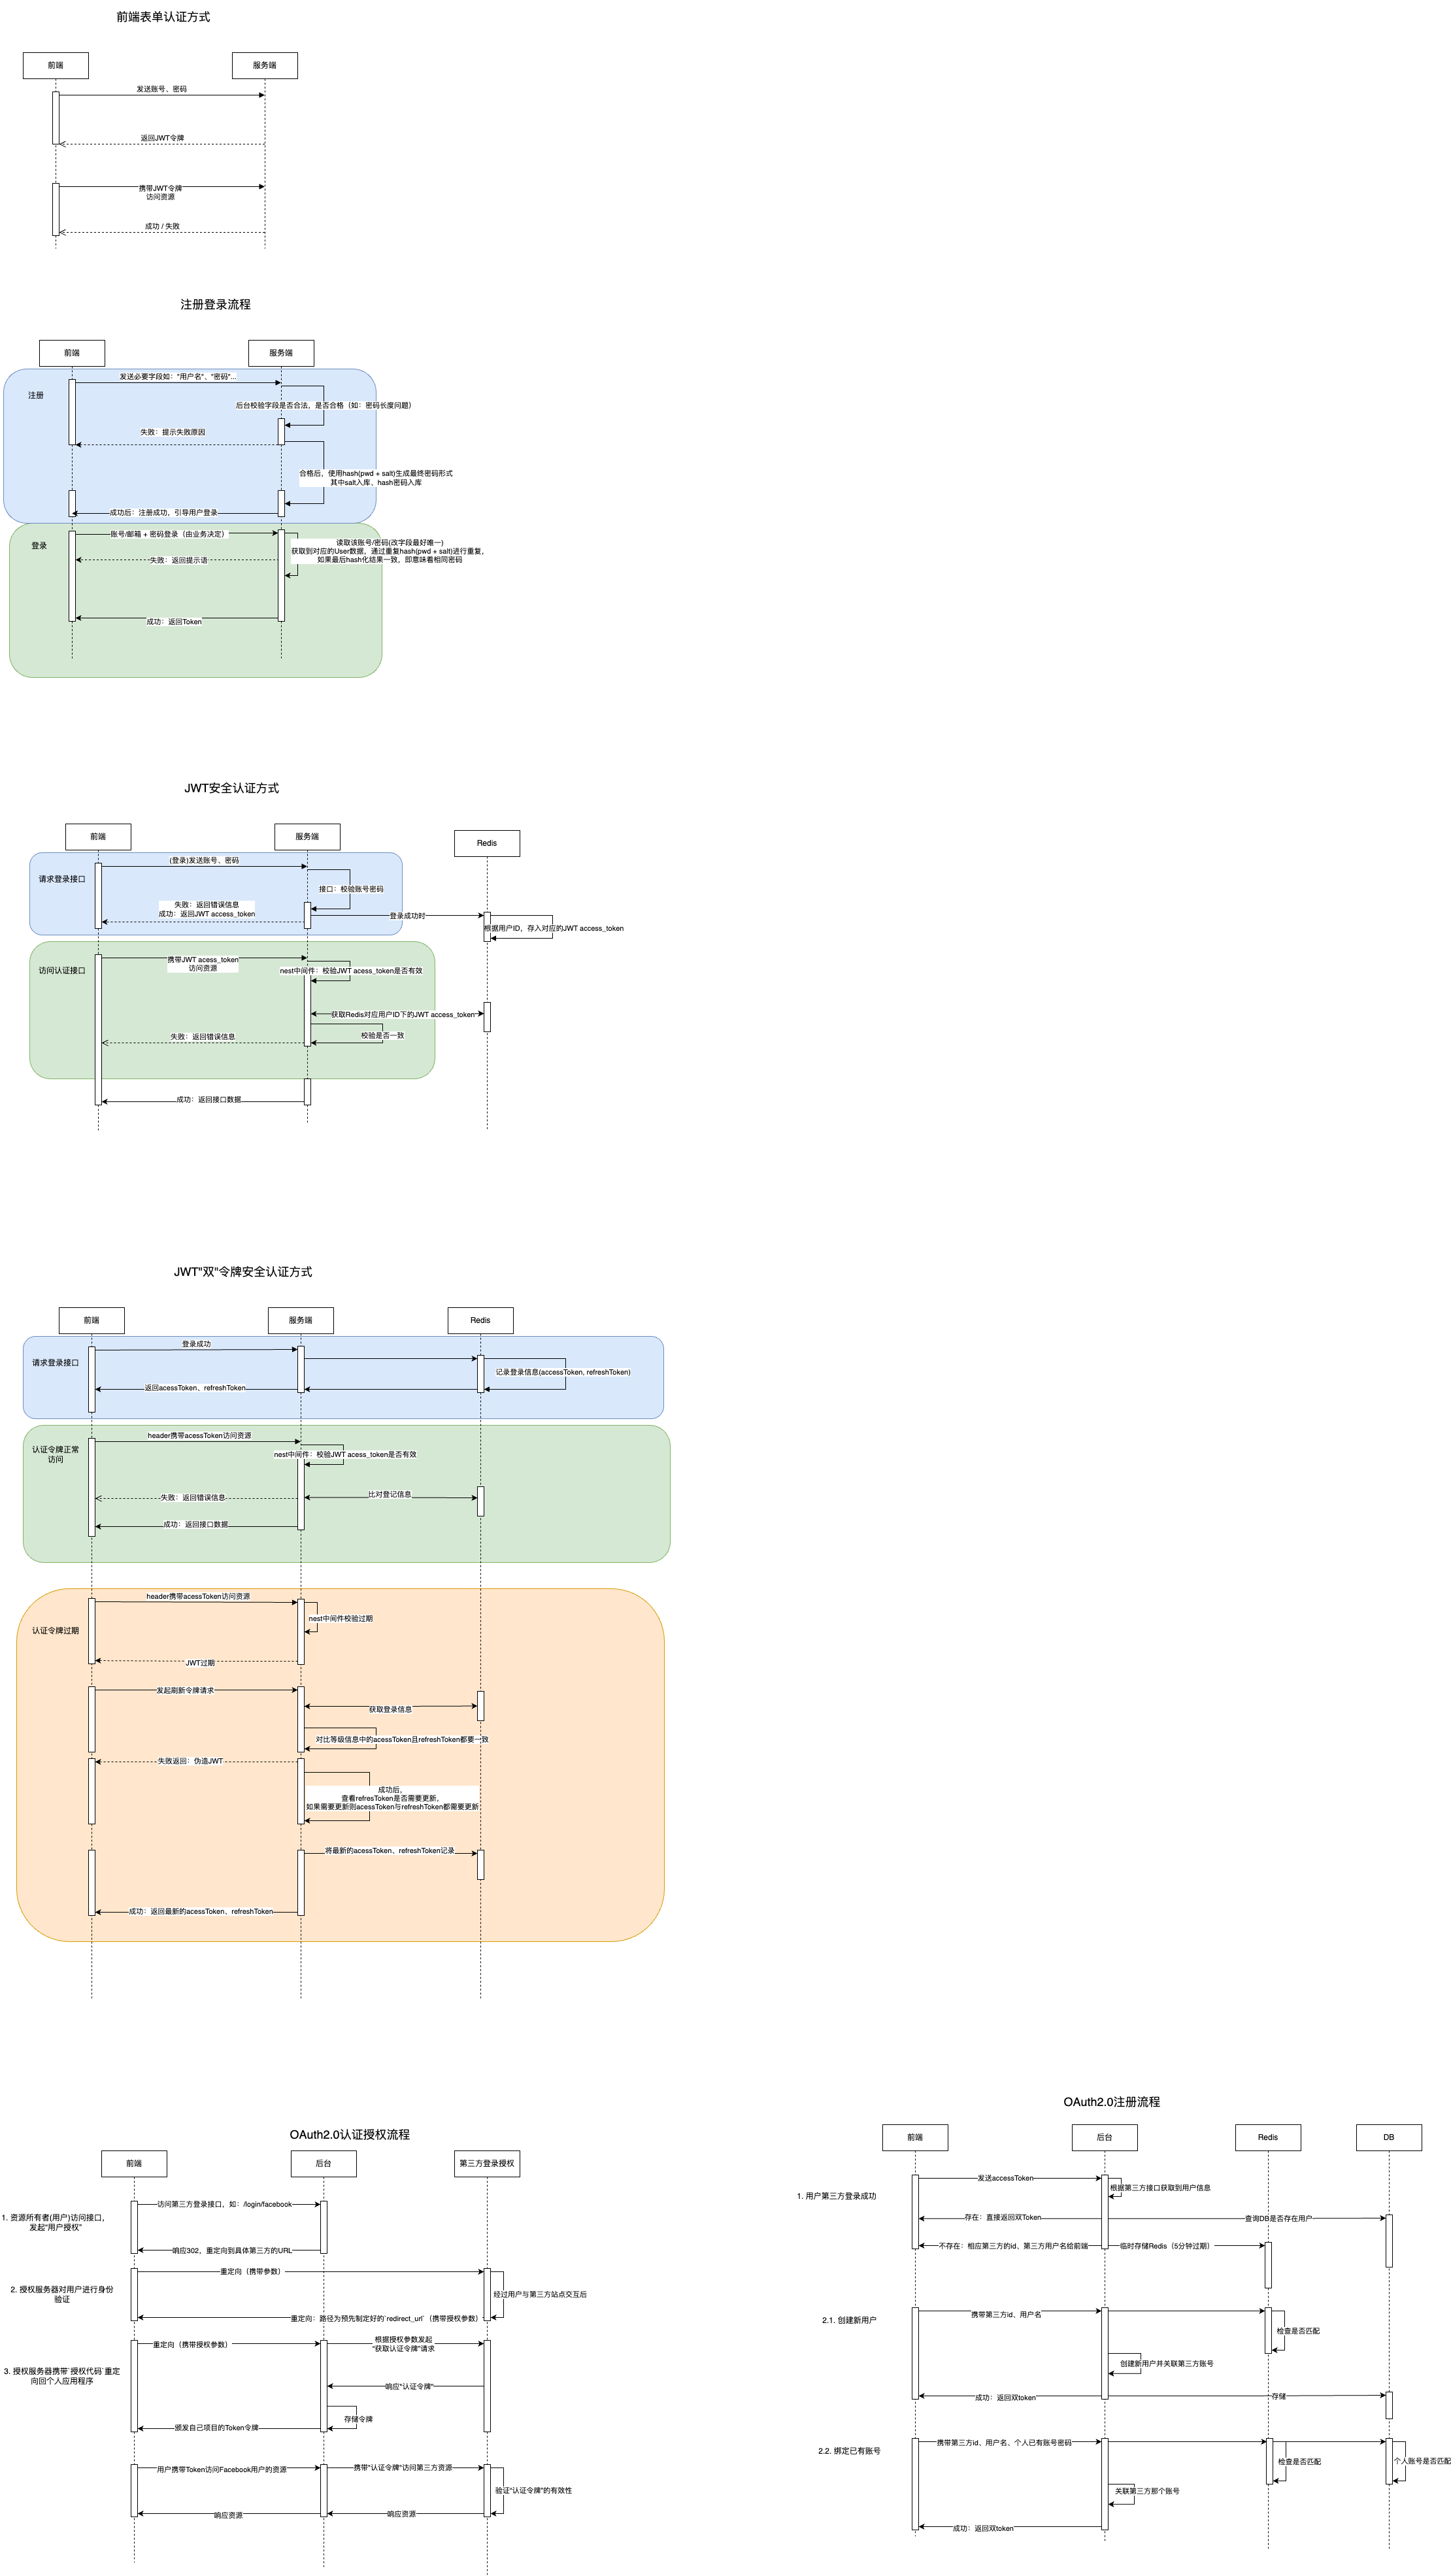 前端表单认证方式
前端
服务端
发送账号、密码
返回JWT令牌
携带JWT令牌
访问资源
成功 / 失败
注册登录流程
前端
服务端
注册
发送必要字段如："用户名"、"密码"...
后台校验字段是否合法，是否合格（如：密码长度问题）
失败：提示失败原因
合格后，使用hash(pwd + salt)生成最终密码形式
其中salt入库、hash密码入库
成功后：注册成功，引导用户登录
登录
账号/邮箱 + 密码登录（由业务决定）
读取该账号/密码(改字段最好唯一)
获取到对应的User数据，通过重复hash(pwd + salt)进行重复，
如果最后hash化结果一致，即意味着相同密码
失败：返回提示语
成功：返回Token
JWT安全认证方式
前端
服务端
Redis
请求登录接口
(登录)发送账号、密码
接口：校验账号密码
失败：返回错误信息
成功：返回JWT access_token
登录成功时
根据用户ID，存入对应的JWT access_token
访问认证接口
携带JWT acess_token
访问资源
nest中间件：校验JWT acess_token是否有效
获取Redis对应用户ID下的JWT access_token
校验是否一致
失败：返回错误信息
成功：返回接口数据
JWT"双"令牌安全认证方式
前端
服务端
Redis
请求登录接口
登录成功
记录登录信息(accessToken, refreshToken)
返回acessToken、refreshToken
认证令牌正常
访问
header携带acessToken访问资源
nest中间件：校验JWT acess_token是否有效
比对登记信息
失败：返回错误信息
成功：返回接口数据
认证令牌过期
header携带acessToken访问资源
nest中间件校验过期
JWT过期
发起刷新令牌请求
获取登录信息
对比等级信息中的acessToken且refreshToken都要一致
失败返回：伪造JWT
成功后，
查看refresToken是否需要更新，
如果需要更新则acessToken与refreshToken都需要更新
将最新的acessToken、refreshToken记录
成功：返回最新的acessToken、refreshToken
OAuth2.0认证授权流程
前端
后台
第三方登录授权
1. 资源所有者(用户)访问接口，
发起"用户授权"
访问第三方登录接口，如：/login/facebook
响应302，重定向到具体第三方的URL
2. 授权服务器对用户进行身份
验证
重定向（携带参数）
经过用户与第三方站点交互后
重定向：路径为预先制定好的`redirect_url`（携带授权参数）
3. 授权服务器携带`授权代码`重定
向回个人应用程序
重定向（携带授权参数）
根据授权参数发起
"获取认证令牌"请求
响应"认证令牌"
存储令牌
颁发自己项目的Token令牌
用户携带Token访问Facebook用户的资源
携带"认证令牌"访问第三方资源
验证"认证令牌"的有效性
响应资源
响应资源
OAuth2.0注册流程
前端
后台
Redis
DB
1. 用户第三方登录成功
发送accessToken
根据第三方接口获取到用户信息
存在：直接返回双Token
查询DB是否存在用户
不存在：相应第三方的id、第三方用户名给前端
临时存储Redis（5分钟过期）
2.1. 创建新用户
携带第三方id、用户名
检查是否匹配
创建新用户并关联第三方账号
成功：返回双token
存储
2.2. 绑定已有账号
携带第三方id、用户名、个人已有账号密码
检查是否匹配
个人账号是否匹配
关联第三方那个账号
成功：返回双token